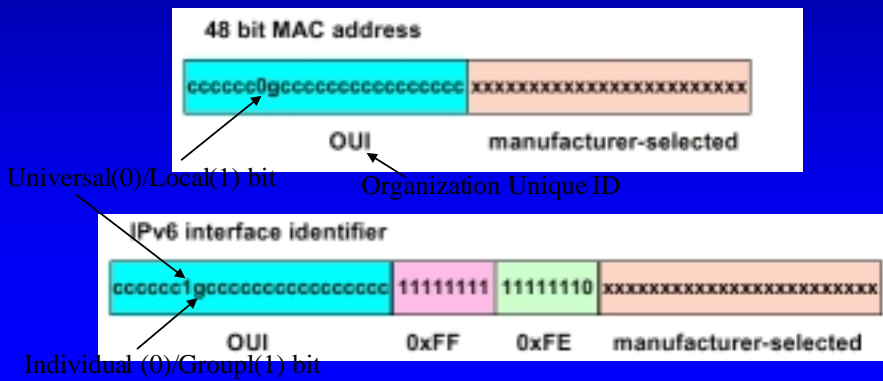 48 bit MAC address
cccccc0gcccccccccccccccc xxxxxxxxxxxxxxxxxxxxxxxx
OUI manufacturer-selected
Universal(0)/Local(1) bit Organization Unique ID
IPv6 interface identifier
cccccc1gcccccccccccccccc 11111111 11111110 xxxxxxxxxxxxxxxxxxxxxxxx
OUI 0xFF 0xFE manufacturer-selected
Individual (0)/Groupl(1) bit